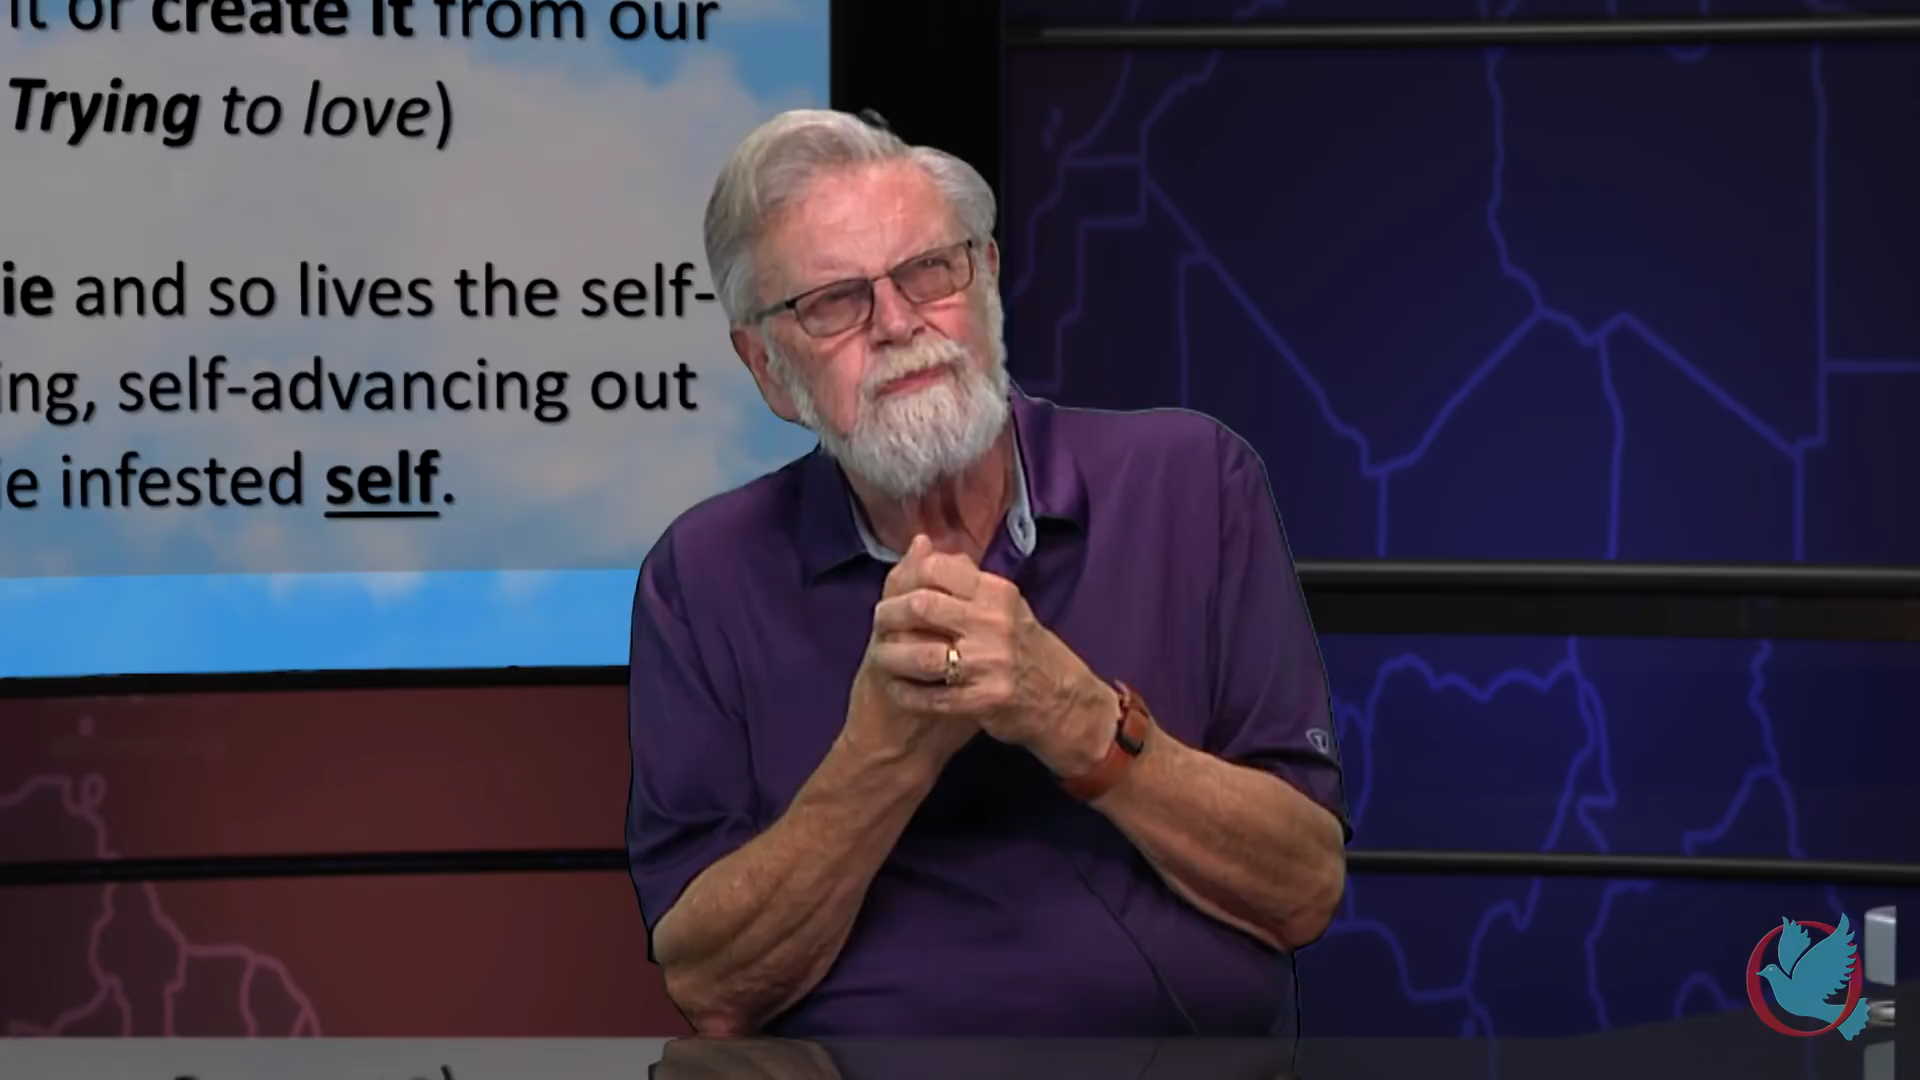 it or create it from our
Trying to love)
ie and so lives the self-
ing, self-advancing out
ie infested self.